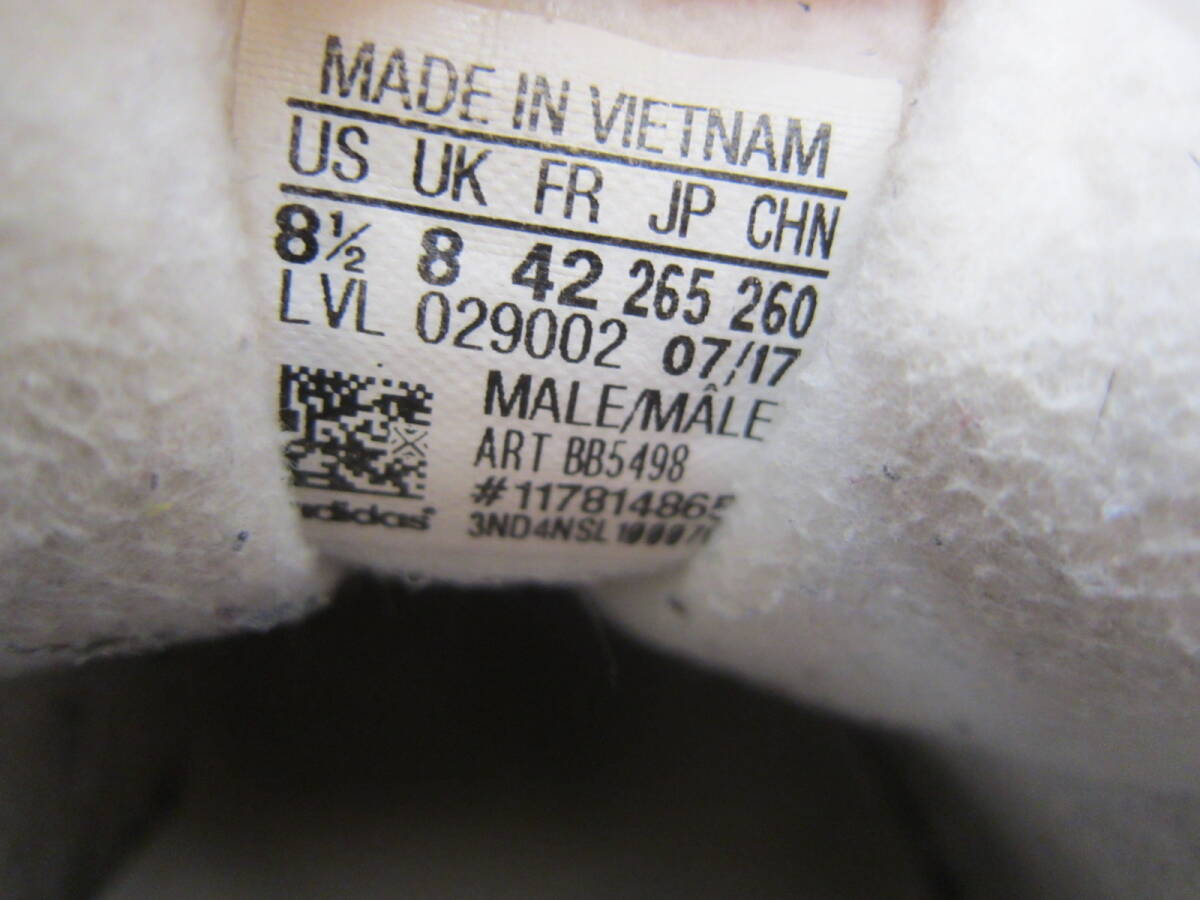 MADE IN VIETNAM
US UK FR JP CHN
8½ 8 42 265 260
LVL 029002 07/17
MALE/MÂLE
ART BB5498
#117814865
adidas